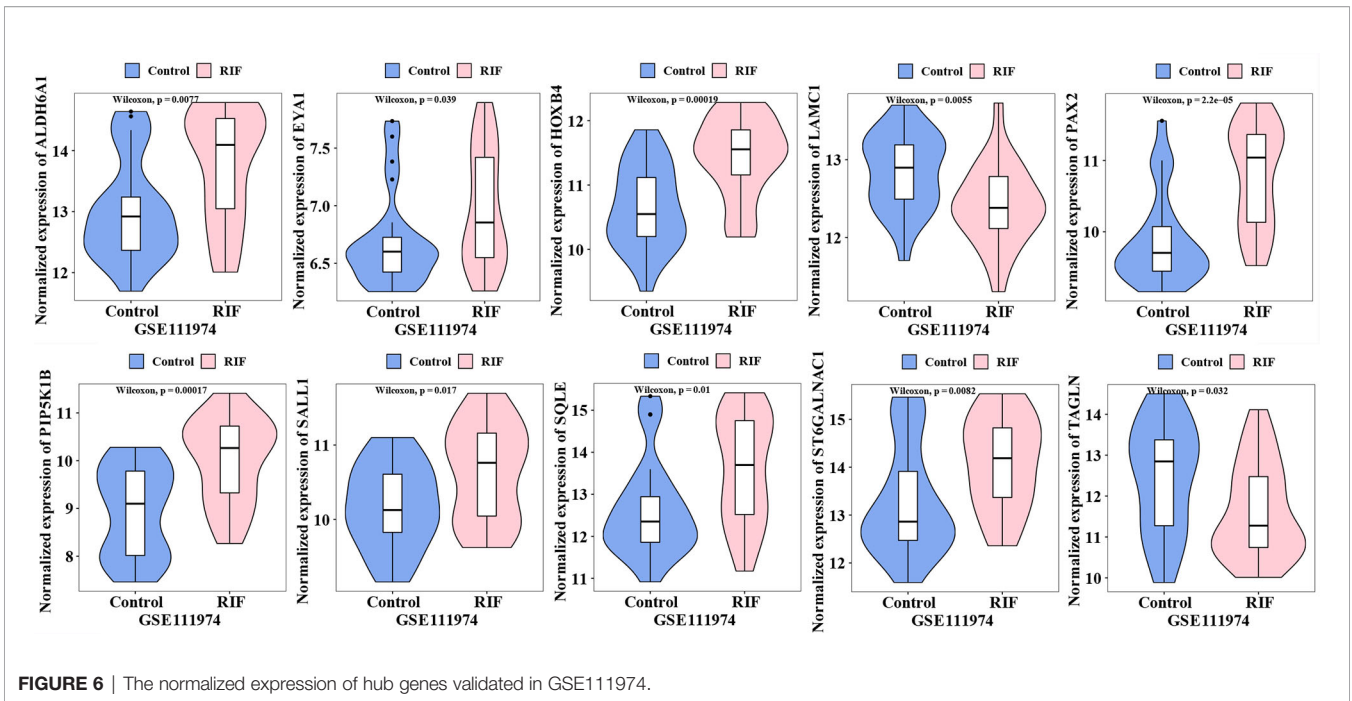 Control RIF
Wilcoxon, p = 0.0077
Normalized expression of ALDH6A1
14
13
12
Control RIF
GSE111974
Control RIF
Wilcoxon, p = 0.039
Normalized expression of EYA1
7.5
7.0
6.5
Control RIF
GSE111974
Control RIF
Wilcoxon, p = 0.00019
Normalized expression of HOXB4
12
11
10
Control RIF
GSE111974
Control RIF
Wilcoxon, p = 0.0055
Normalized expression of LAMC1
13
12
Control RIF
GSE111974
Control RIF
Wilcoxon, p = 2.2e−05
Normalized expression of PAX2
11
10
Control RIF
GSE111974
Control RIF
Wilcoxon, p = 0.00017
Normalized expression of PIP5K1B
11
10
9
8
Control RIF
GSE111974
Control RIF
Wilcoxon, p = 0.017
Normalized expression of SALL1
11
10
Control RIF
GSE111974
Control RIF
Wilcoxon, p = 0.01
Normalized expression of SQLE
15
14
13
12
11
Control RIF
GSE111974
Control RIF
Wilcoxon, p = 0.0082
Normalized expression of ST6GALNAC1
15
14
13
12
Control RIF
GSE111974
Control RIF
Wilcoxon, p = 0.032
Normalized expression of TAGLN
14
13
12
11
10
Control RIF
GSE111974
FIGURE 6 | The normalized expression of hub genes validated in GSE111974.